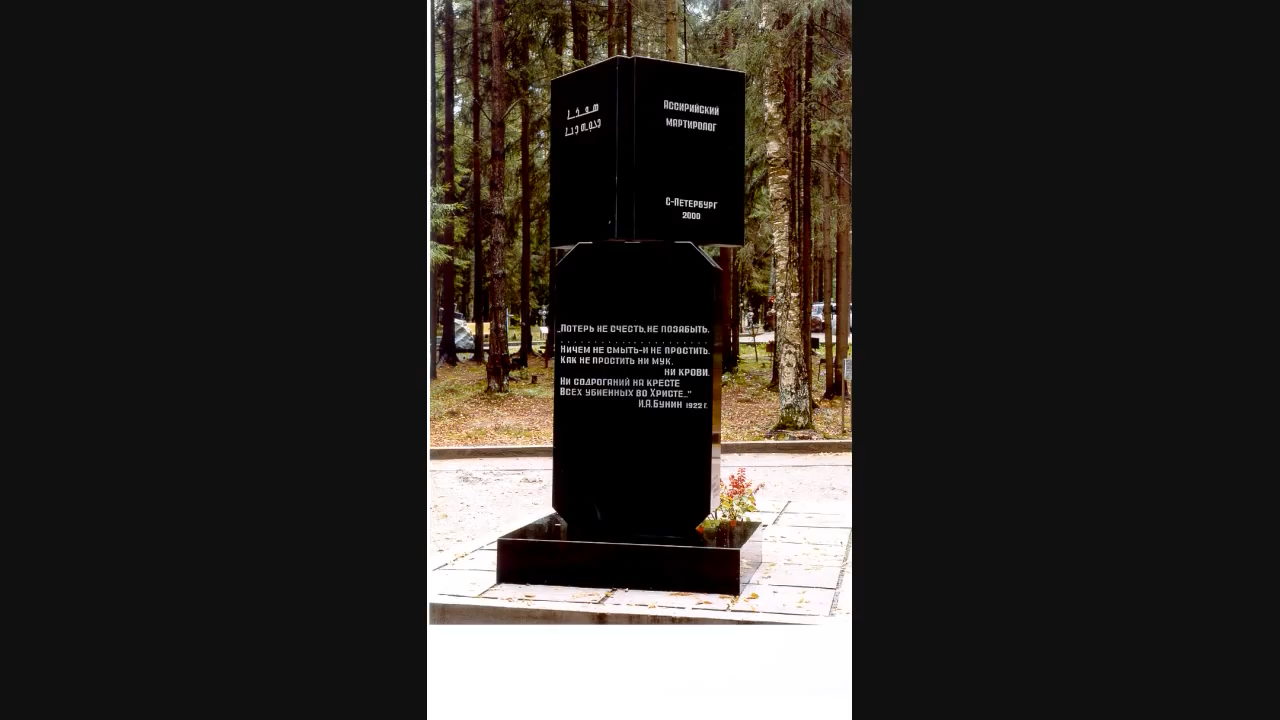 Ассирийский
мартиролог
С-Петербург
2000
„Потерь не счесть, не позабыть.
. . . . . . . . . . . . . . . . . .
Ничем не смыть-и не простить.
Как не простить ни мук,
ни крови.
Ни содроганий на кресте
Всех убиенных во Христе..."
И.А.Бунин 1922 г.